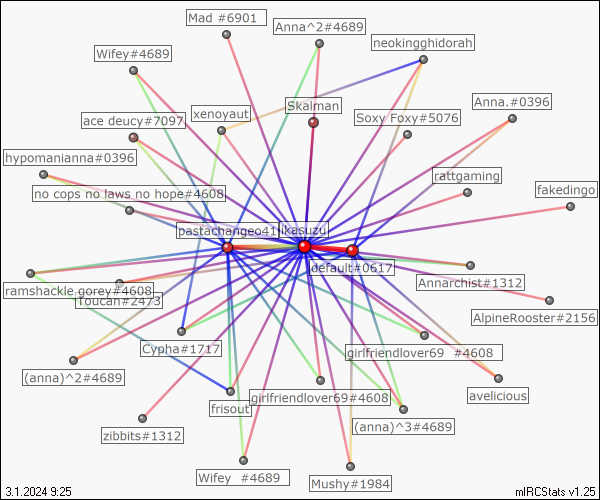 Mad #6901
Anna^2#4689
neokingghidorah
Wifey#4689
Skalman
Anna.#0396
xenoyaut
Soxy Foxy#5076
ace deucy#7097
hypomanianna#0396
rattgaming
no cops no laws no hope#4608
fakedingo
pastachangeo41
ikasuzu
default#0617
Annarchist#1312
ramshackle.gorey#4608
Toucan#2473
AlpineRooster#2156
Cypha#1717
girlfriendlover69 #4608
(anna)^2#4689
girlfriendlover69#4608
avelicious
frisout
(anna)^3#4689
zibbits#1312
Wifey #4689
Mushy#1984
3.1.2024 9:25
mIRCStats v1.25